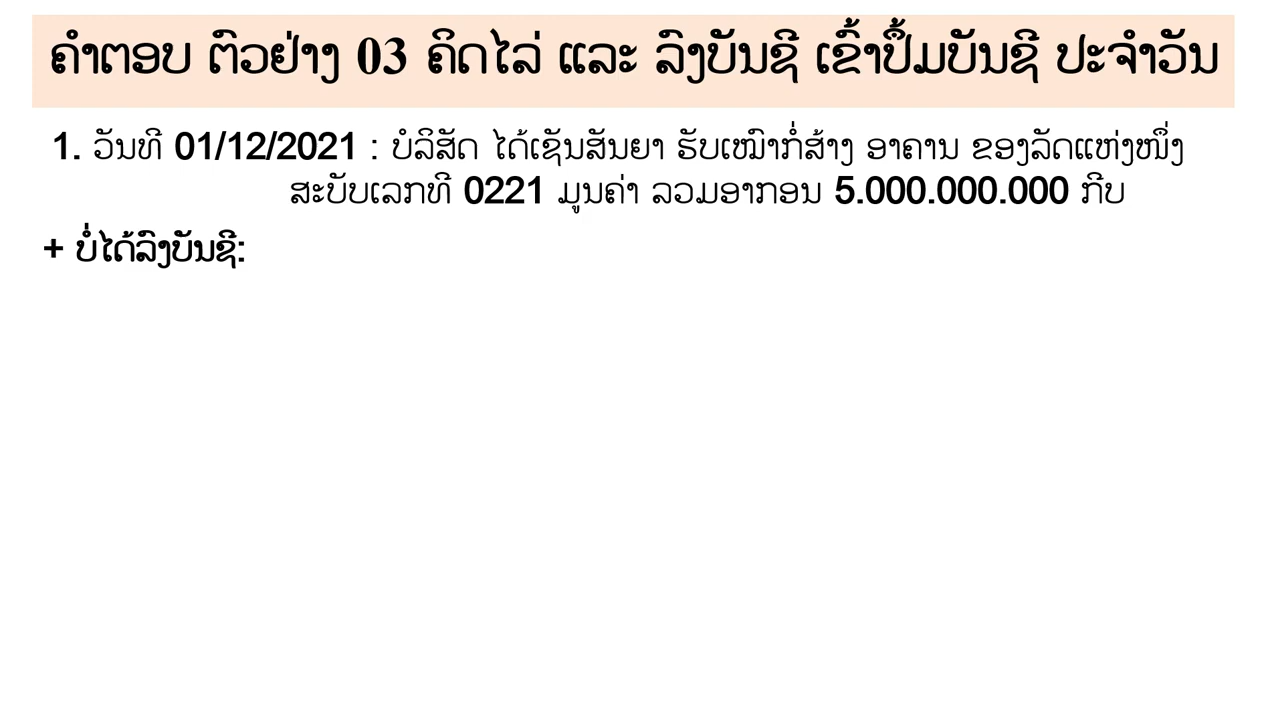 ຄຳຕອບ ຕົວຢ່າງ 03 ຄິດໄລ່ ແລະ ລົງບັນຊີ ເຂົ້າປຶ້ມບັນຊີ ປະຈຳວັນ
1. ວັນທີ 01/12/2021 : ບໍລິສັດ ໄດ້ເຊັນສັນຍາ ຮັບເໝົາກໍ່ສ້າງ ອາຄານ ຂອງລັດແຫ່ງໜຶ່ງ
ສະບັບເລກທີ 0221 ມູນຄ່າ ລວມອາກອນ 5.000.000.000 ກີບ
+ ບໍ່ໄດ້ລົງບັນຊີ: